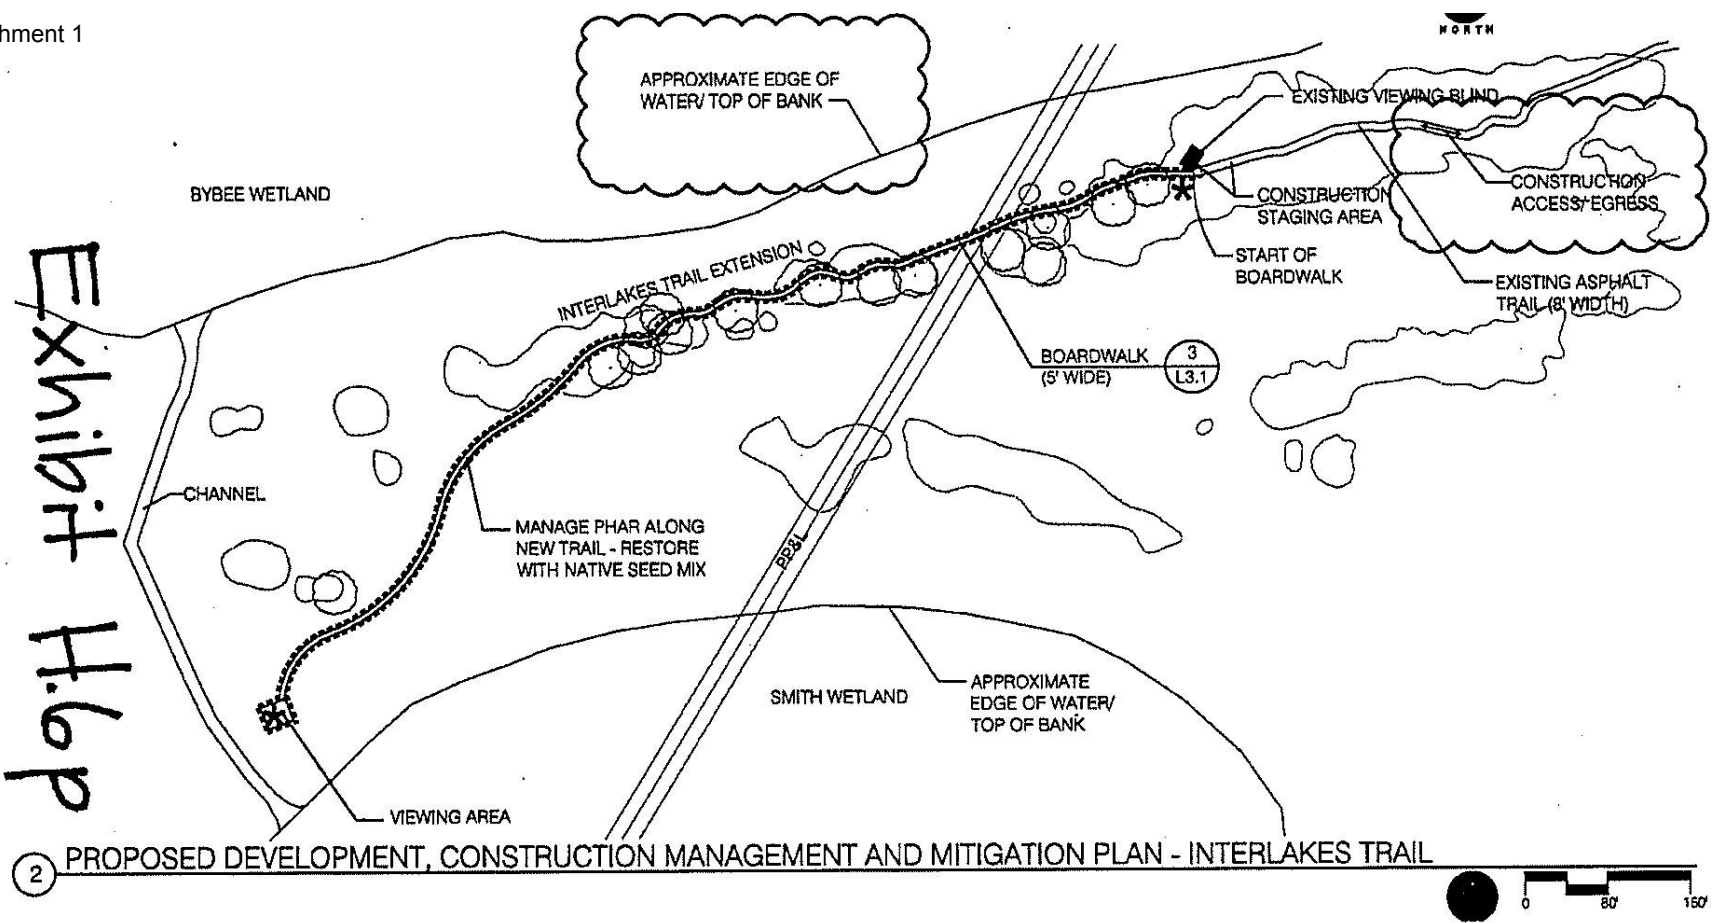 hment 1
NORTH
APPROXIMATE EDGE OF
WATER/ TOP OF BANK
EXISTING VIEWING BLIND
BYBEE WETLAND
CONSTRUCTION
ACCESS/ EGRESS
CONSTRUCTION
STAGING AREA
START OF
BOARDWALK
EXISTING ASPHALT
TRAIL (8' WIDTH)
INTERLAKES TRAIL EXTENSION
BOARDWALK
(5' WIDE)
3
L3.1
CHANNEL
MANAGE PHAR ALONG
NEW TRAIL - RESTORE
WITH NATIVE SEED MIX
PP&L
SMITH WETLAND
APPROXIMATE
EDGE OF WATER/
TOP OF BANK
VIEWING AREA
Exhibit H.6p
2
PROPOSED DEVELOPMENT, CONSTRUCTION MANAGEMENT AND MITIGATION PLAN - INTERLAKES TRAIL
0 80' 160'